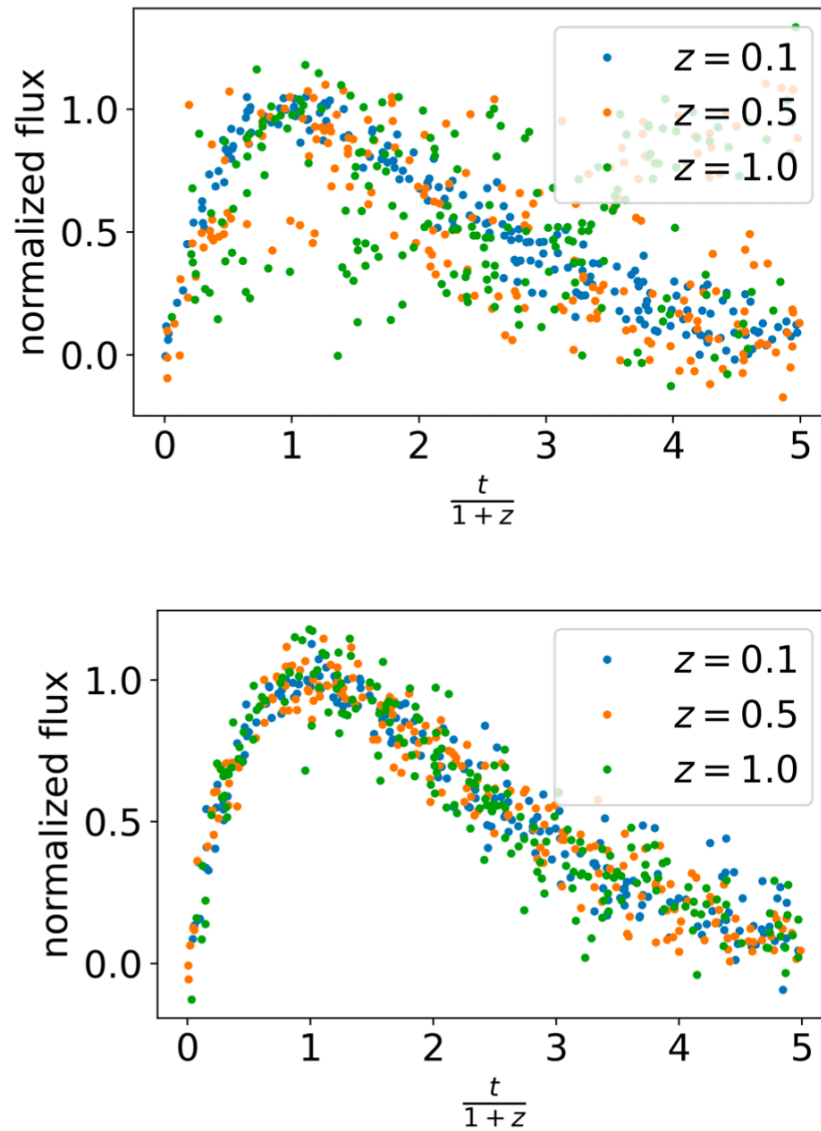 normalized flux
1.0
0.5
0.0
z = 0.1
z = 0.5
z = 1.0
0 1 2 3 4 5
t
1 + z
normalized flux
1.0
0.5
0.0
z = 0.1
z = 0.5
z = 1.0
0 1 2 3 4 5
t
1 + z